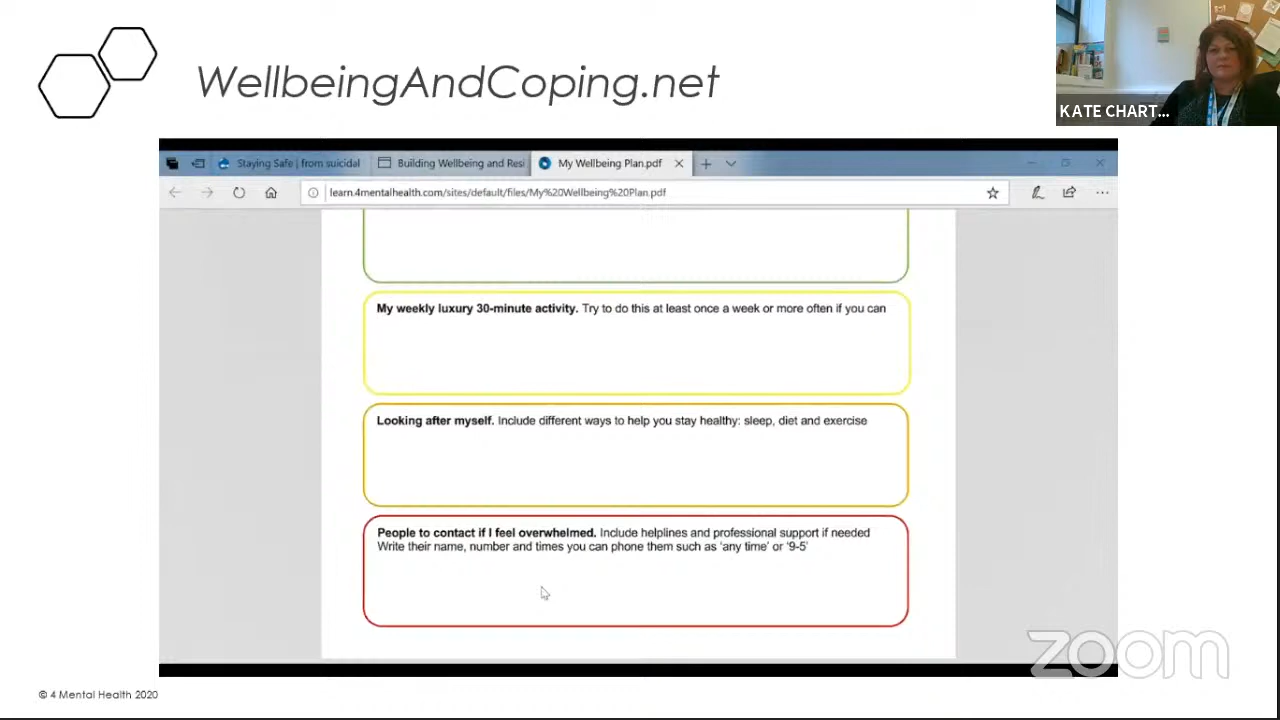 WellbeingAndCoping.net
KATE CHART...
Staying Safe | from suicidal
Building Wellbeing and Resi
My Wellbeing Plan.pdf
learn.4mentalhealth.com/sites/default/files/My%20Wellbeing%20Plan.pdf
My weekly luxury 30-minute activity. Try to do this at least once a week or more often if you can
Looking after myself. Include different ways to help you stay healthy: sleep, diet and exercise
People to contact if I feel overwhelmed. Include helplines and professional support if needed
Write their name, number and times you can phone them such as ‘any time’ or ‘9-5’
zoom
© 4 Mental Health 2020